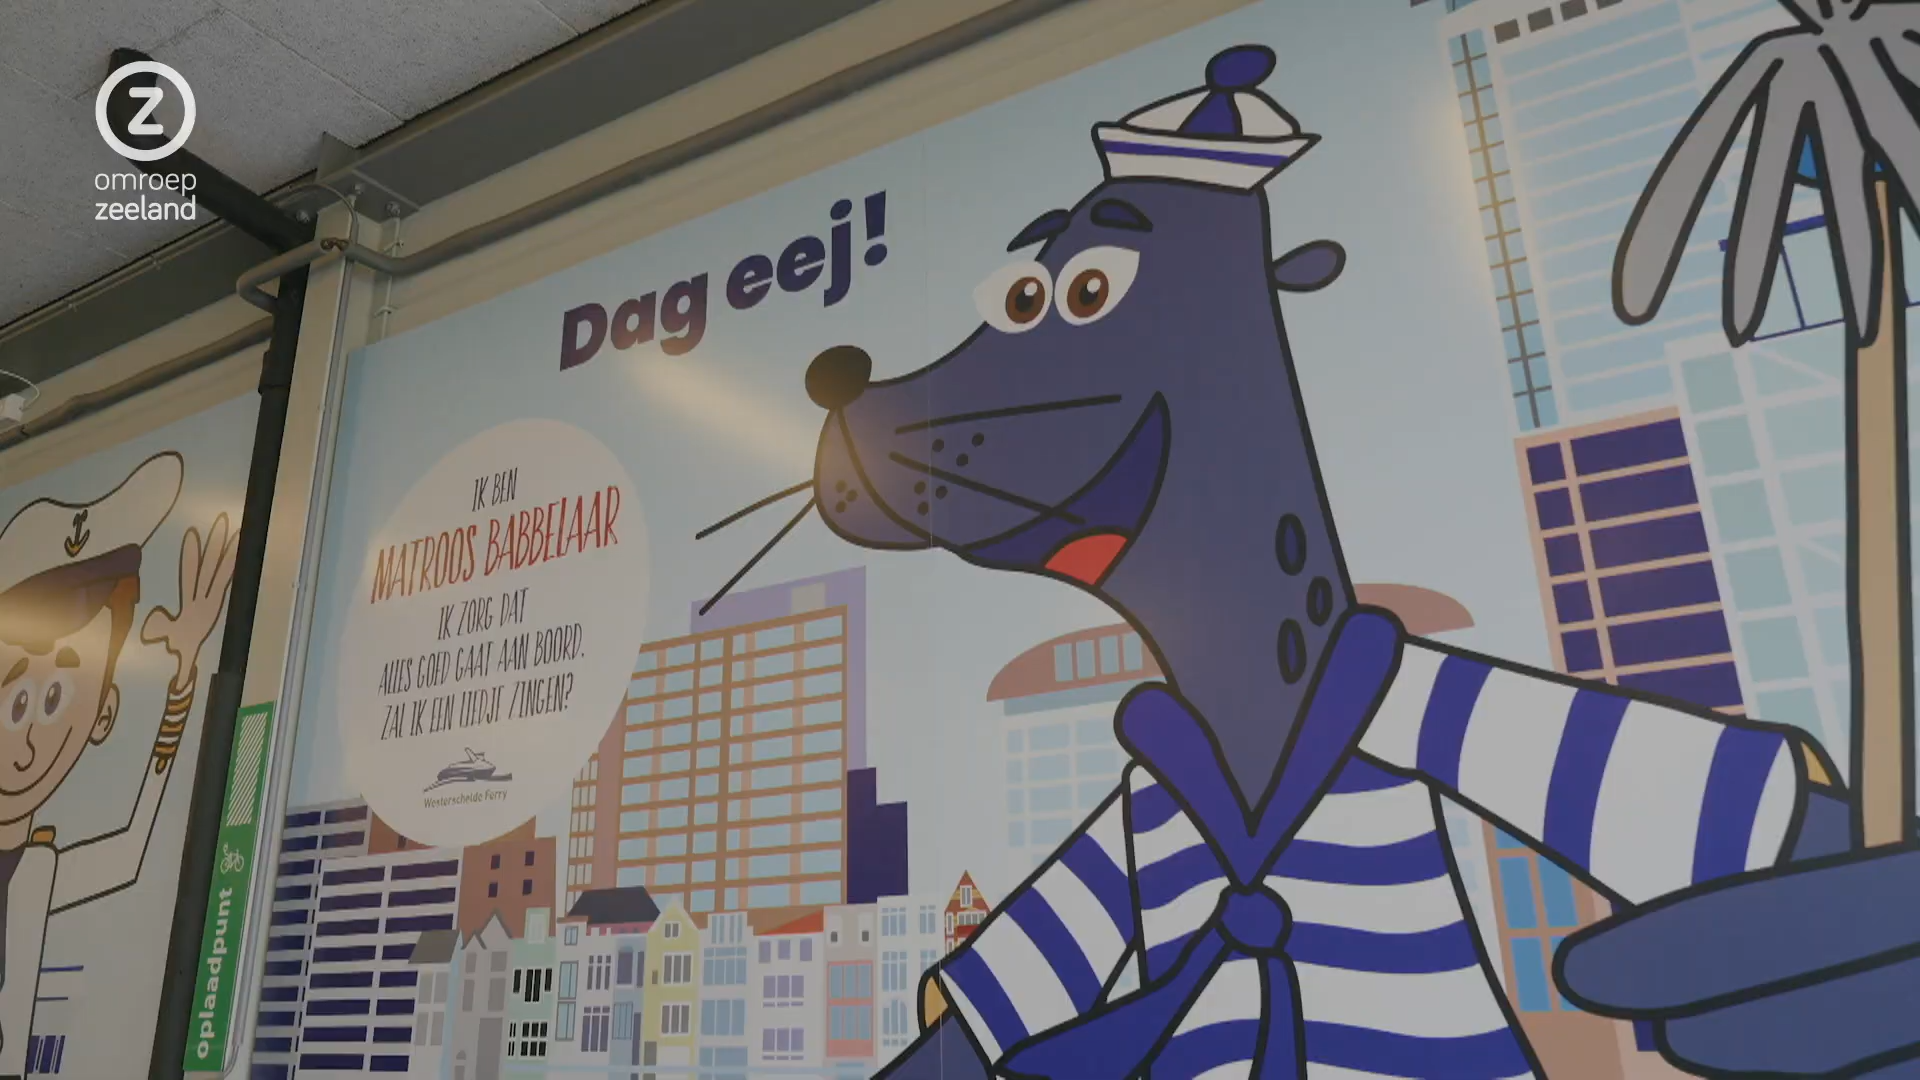 Z
omroep
zeeland
Dag eej!
IK BEN
MATROOS BABBELAAR
IK ZORG DAT
ALLES GOED GAAT AAN BOORD.
ZAL IK EEN LIEDJE ZINGEN?
Westerschelde Ferry
oplaadpunt